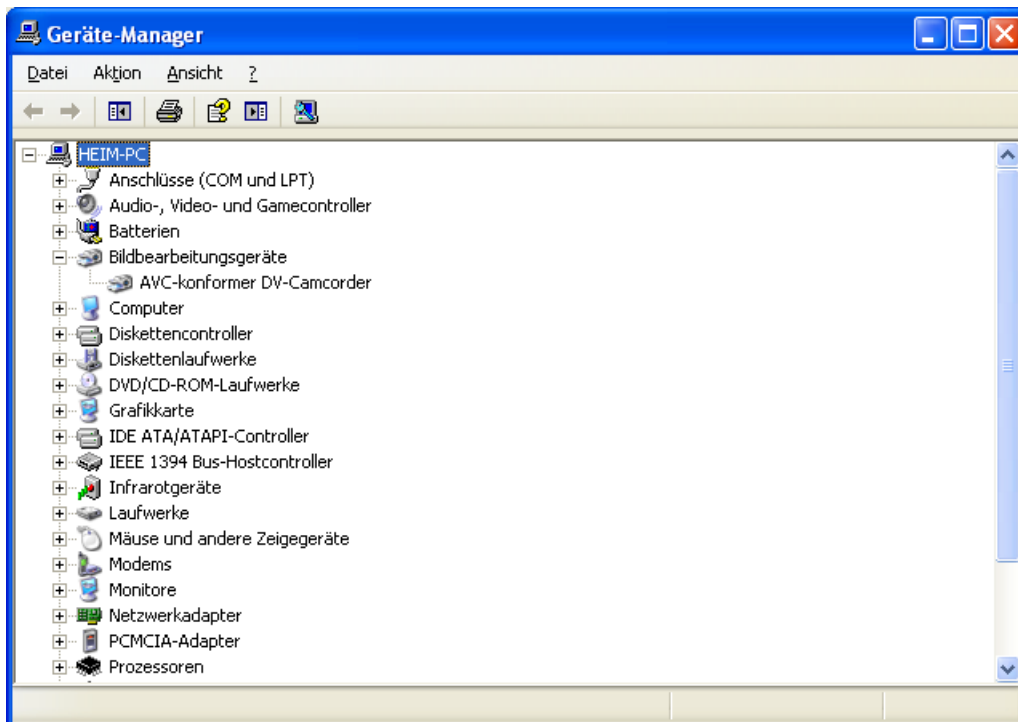 Geräte-Manager
Datei Aktion Ansicht ?
HEIM-PC
Anschlüsse (COM und LPT)
Audio-, Video- und Gamecontroller
Batterien
Bildbearbeitungsgeräte
AVC-konformer DV-Camcorder
Computer
Diskettencontroller
Diskettenlaufwerke
DVD/CD-ROM-Laufwerke
Grafikkarte
IDE ATA/ATAPI-Controller
IEEE 1394 Bus-Hostcontroller
Infrarotgeräte
Laufwerke
Mäuse und andere Zeigegeräte
Modems
Monitore
Netzwerkadapter
PCMCIA-Adapter
Prozessoren